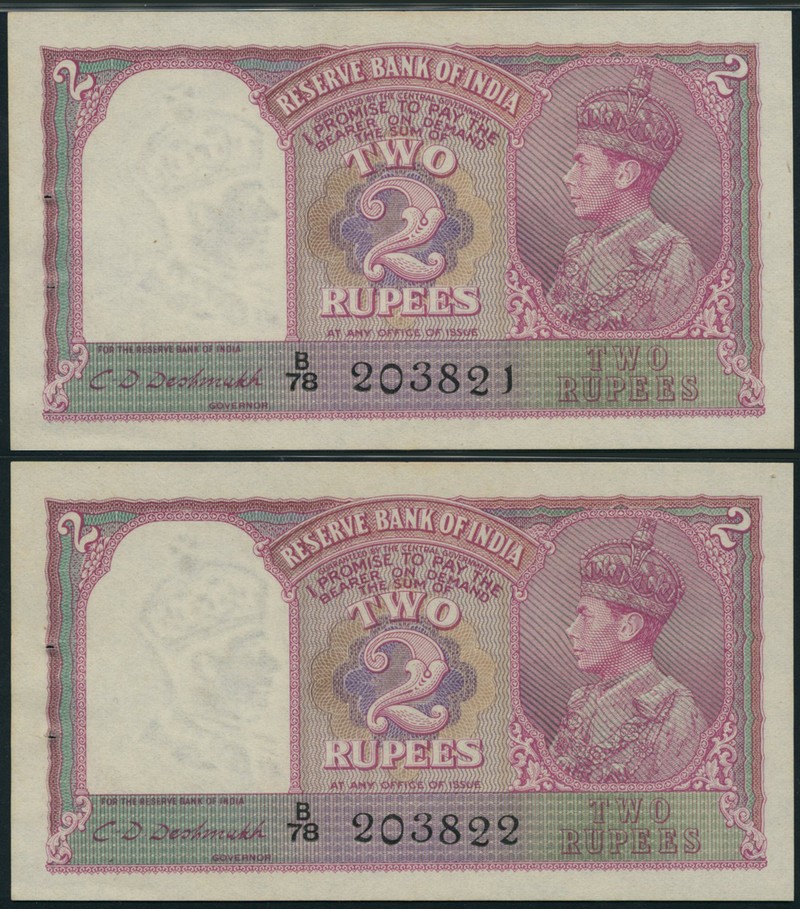 2 2
RESERVE BANK OF INDIA
GUARANTEED BY THE CENTRAL GOVERNMENT
I PROMISE TO PAY THE
BEARER ON DEMAND
THE SUM OF
TWO
2
RUPEES
AT ANY OFFICE OF ISSUE
FOR THE RESERVE BANK OF INDIA
C D Deshmukh
GOVERNOR
B/78 203821
TWO
RUPEES
2 2
RESERVE BANK OF INDIA
GUARANTEED BY THE CENTRAL GOVERNMENT
I PROMISE TO PAY THE
BEARER ON DEMAND
THE SUM OF
TWO
2
RUPEES
AT ANY OFFICE OF ISSUE
FOR THE RESERVE BANK OF INDIA
C D Deshmukh
GOVERNOR
B/78 203822
TWO
RUPEES